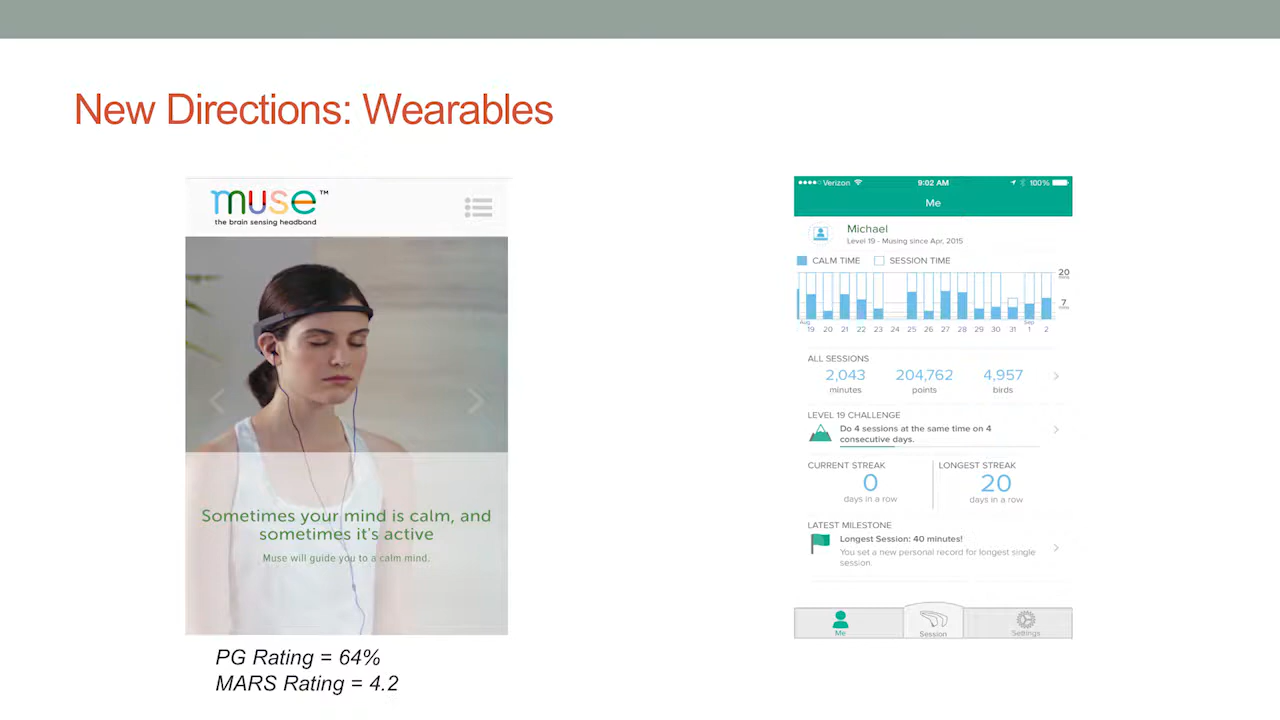 New Directions: Wearables
muse™
the brain sensing headband
Sometimes your mind is calm, and
sometimes it's active
Muse will guide you to a calm mind.
PG Rating = 64%
MARS Rating = 4.2
Verizon 9:02 AM 100%
Me
Michael
Level 19 - Musing since Apr, 2015
CALM TIME SESSION TIME
20
mins
7
mins
Aug Sep
19 20 21 22 23 24 25 26 27 28 29 30 31 1 2
ALL SESSIONS
2,043 204,762 4,957
minutes points birds
LEVEL 19 CHALLENGE
Do 4 sessions at the same time on 4
consecutive days.
CURRENT STREAK LONGEST STREAK
0 20
days in a row days in a row
LATEST MILESTONE
Longest Session: 40 minutes!
You set a new personal record for longest single
session.
Me Session Settings